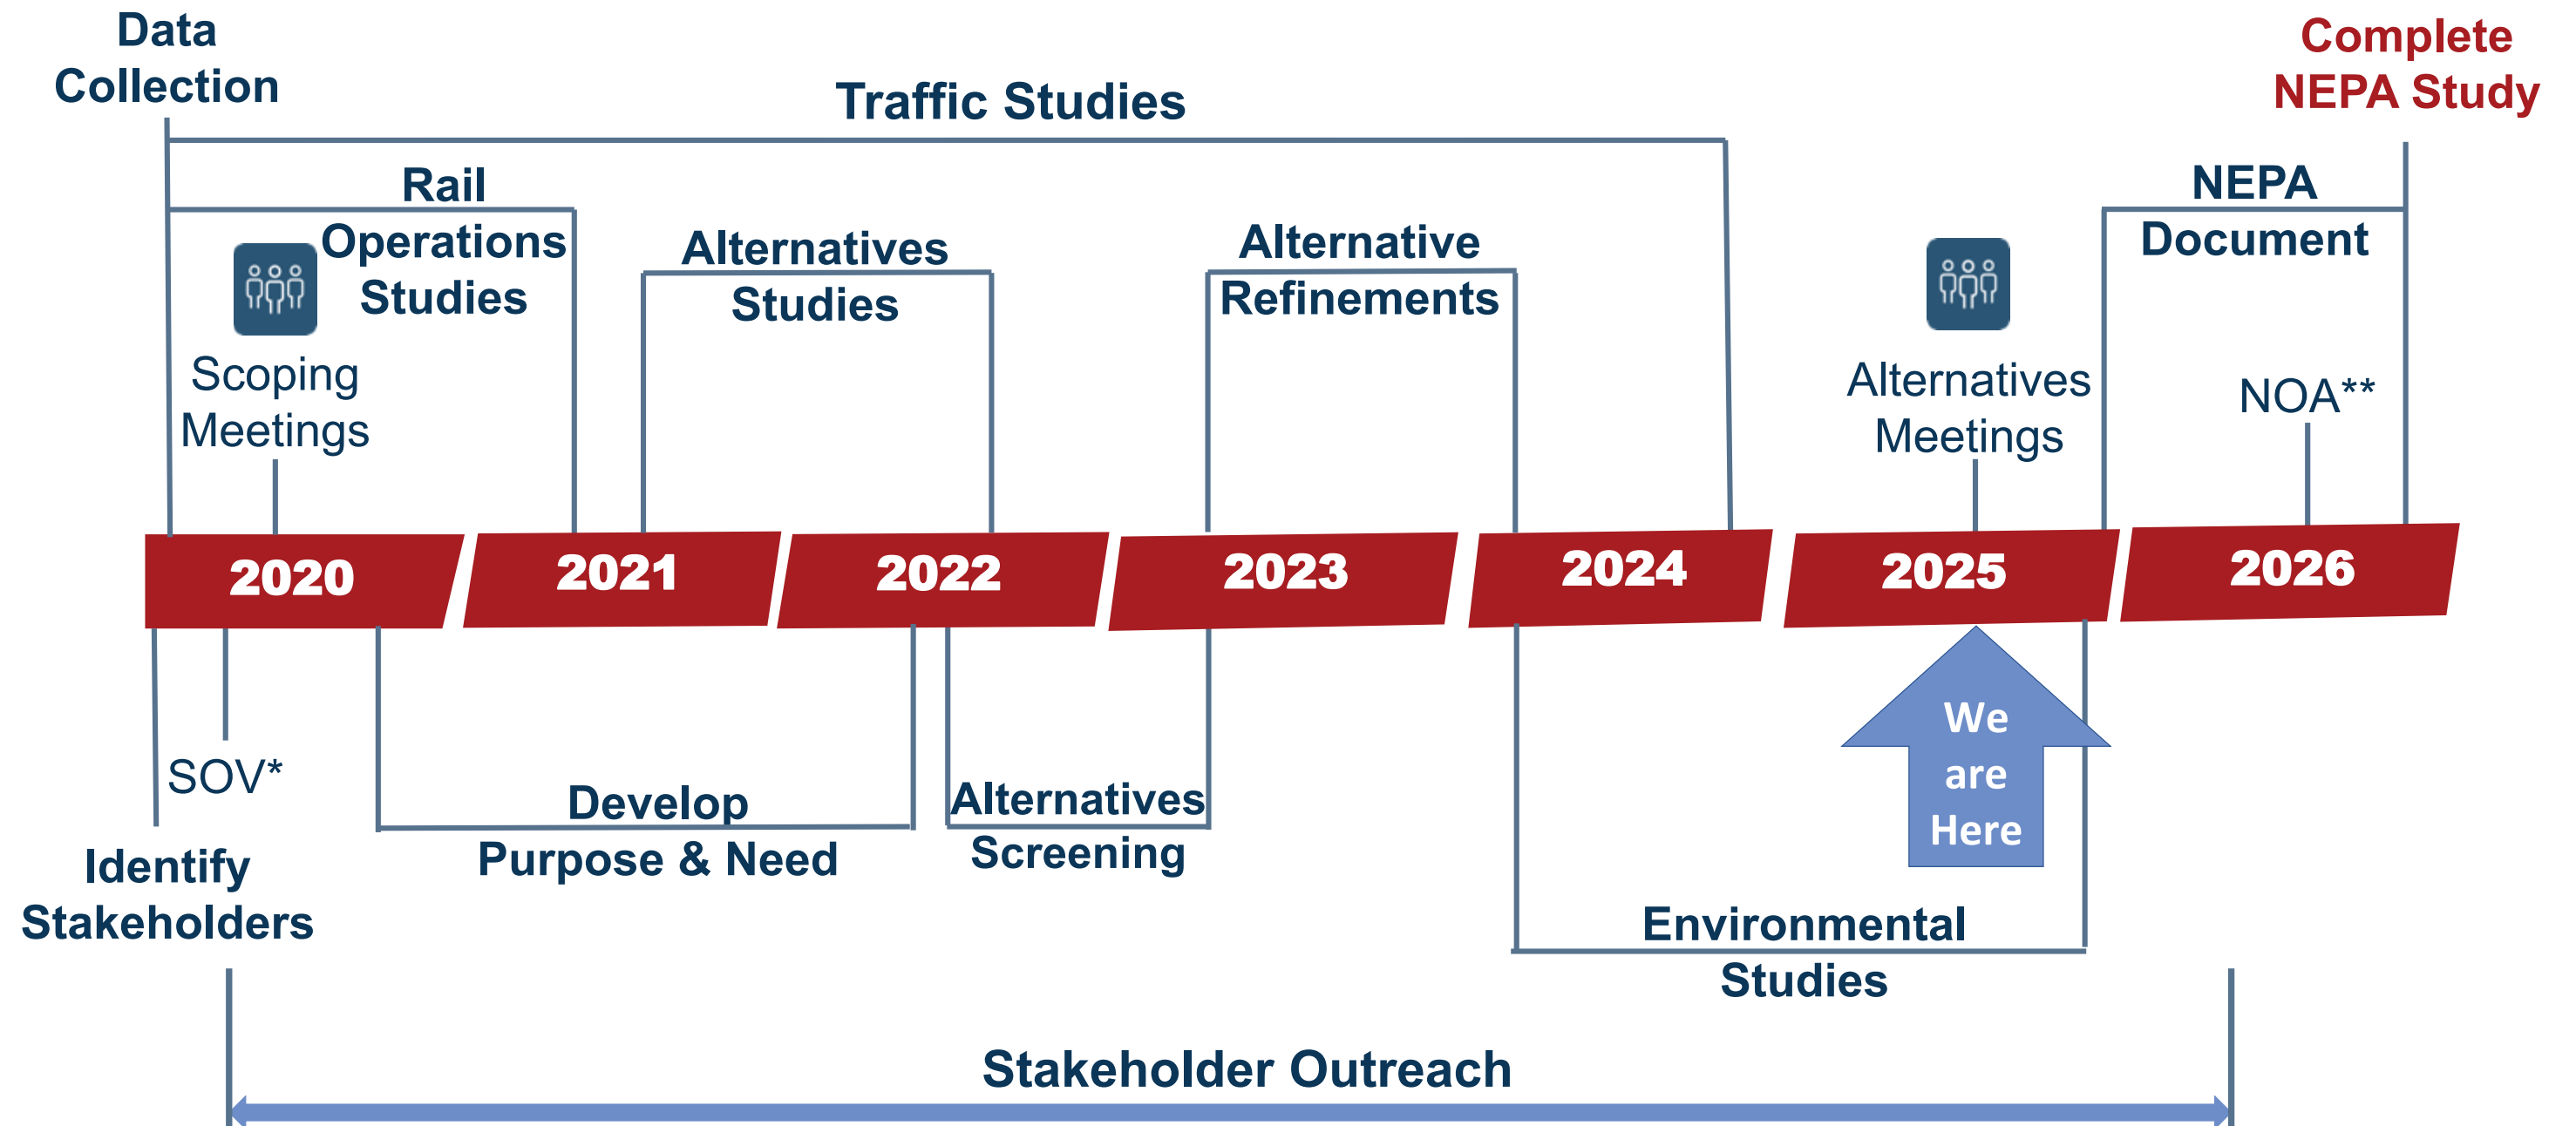 Data
Collection
Complete
NEPA Study
Traffic Studies
Rail
Operations
Studies
Alternatives
Studies
Alternative
Refinements
NEPA
Document
Scoping
Meetings
Alternatives
Meetings
NOA**
2020
2021
2022
2023
2024
2025
2026
SOV*
Identify
Stakeholders
Develop
Purpose & Need
Alternatives
Screening
We
are
Here
Environmental
Studies
Stakeholder Outreach